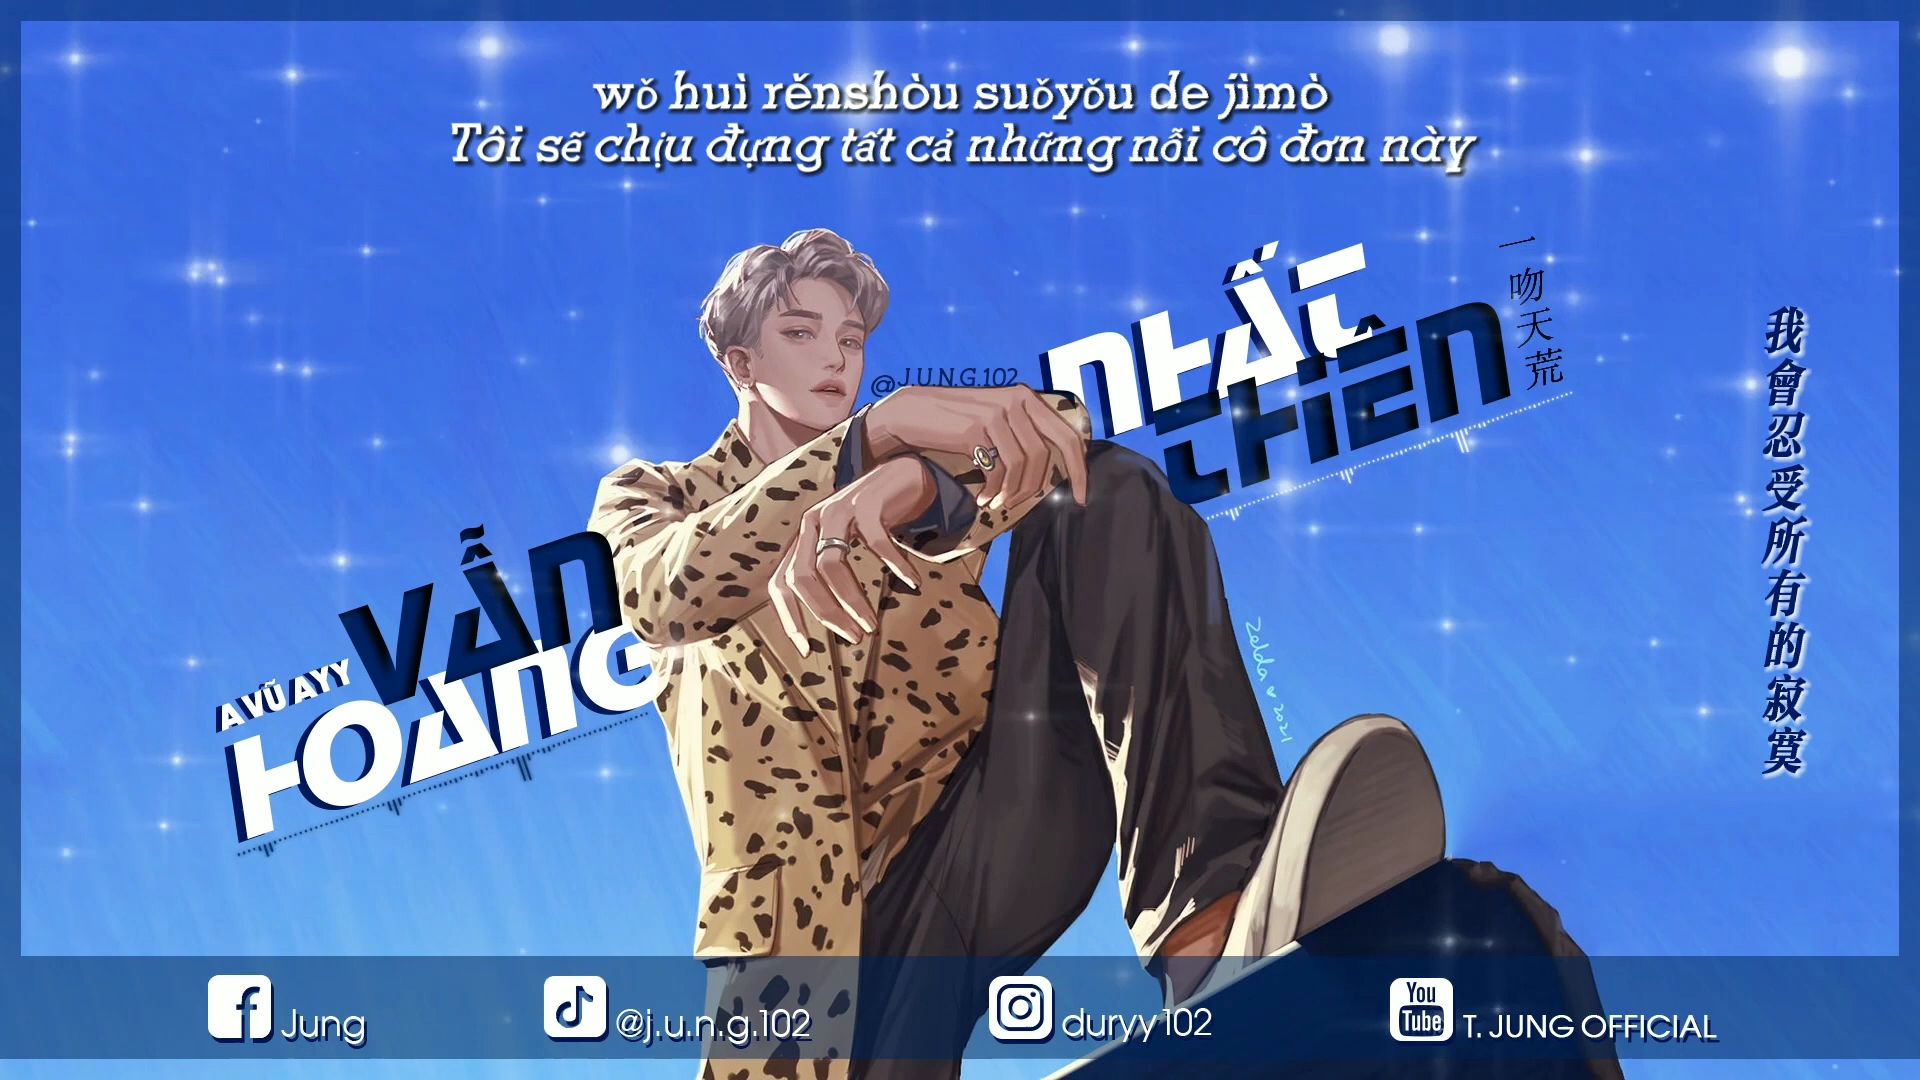 wǒ huì rěnshòu suǒyǒu de jìmò
Tôi sẽ chịu đựng tất cả những nỗi cô đơn này
一吻天荒
NHẤT
THIÊN
@J.U.N.G.102
我會忍受所有的寂寞
VẪN
A VŨ AYY
HOANG
Zelda ♥ 2021
Jung
@j.u.n.g.102
duryy102
You
Tube
T. JUNG OFFICIAL